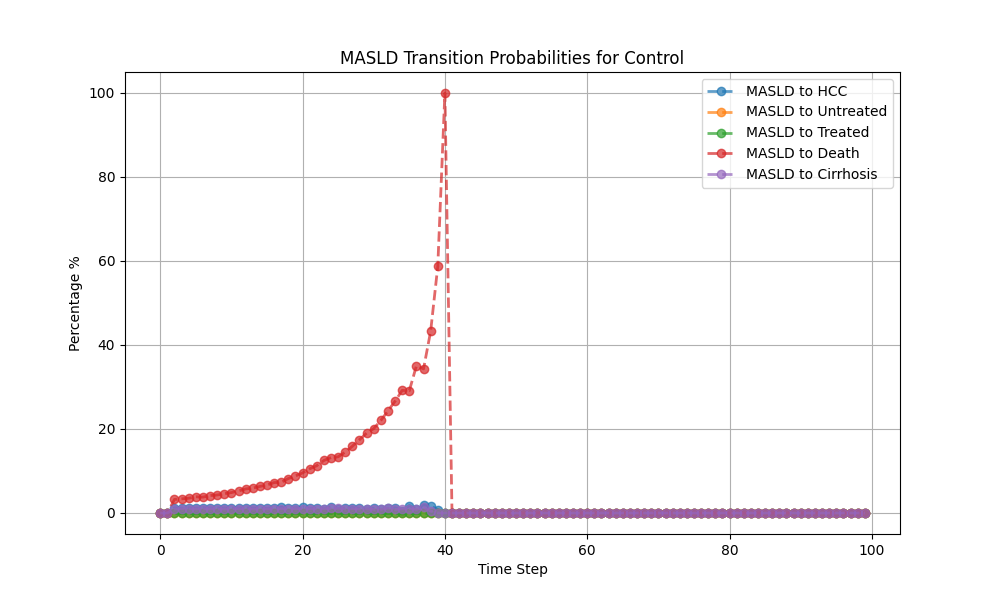 MASLD Transition Probabilities for Control
100
80
60
40
20
0
Percentage %
MASLD to HCC
MASLD to Untreated
MASLD to Treated
MASLD to Death
MASLD to Cirrhosis
0 20 40 60 80 100
Time Step